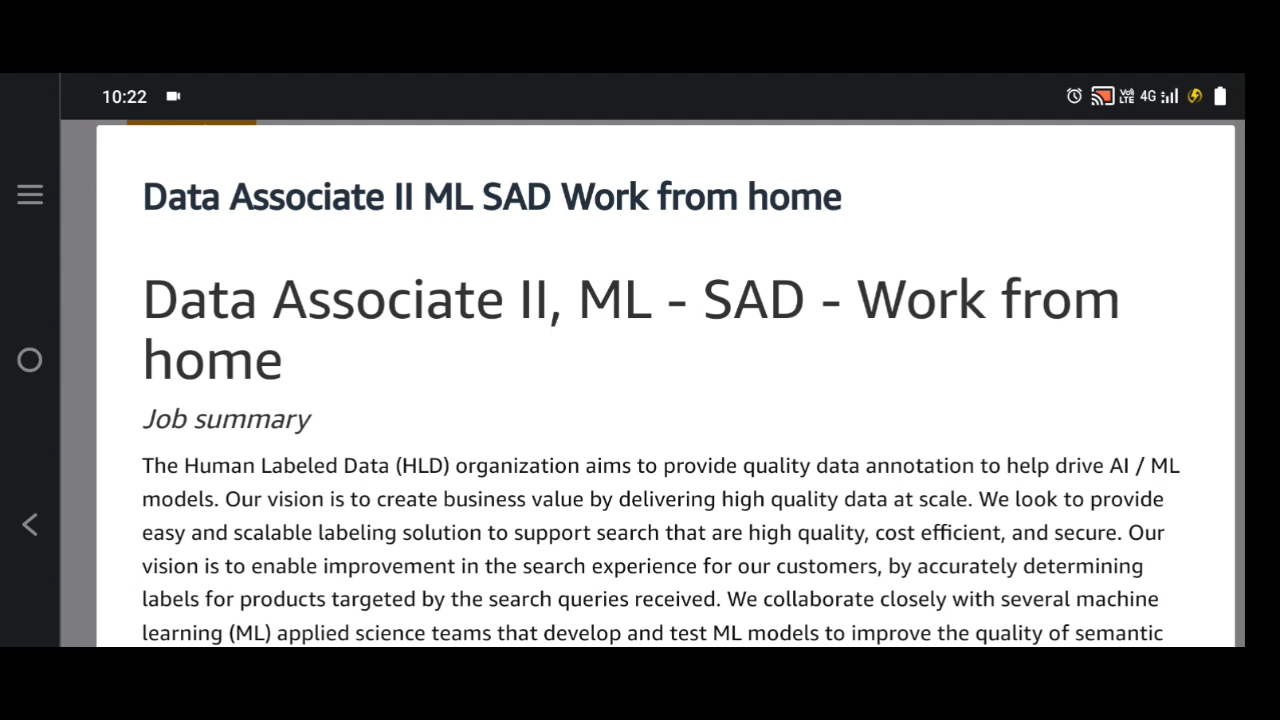 10:22
Vo) LTE 4G
Data Associate II ML SAD Work from home
Data Associate II, ML - SAD - Work from
home
Job summary
The Human Labeled Data (HLD) organization aims to provide quality data annotation to help drive AI / ML
models. Our vision is to create business value by delivering high quality data at scale. We look to provide
easy and scalable labeling solution to support search that are high quality, cost efficient, and secure. Our
vision is to enable improvement in the search experience for our customers, by accurately determining
labels for products targeted by the search queries received. We collaborate closely with several machine
learning (ML) applied science teams that develop and test ML models to improve the quality of semantic